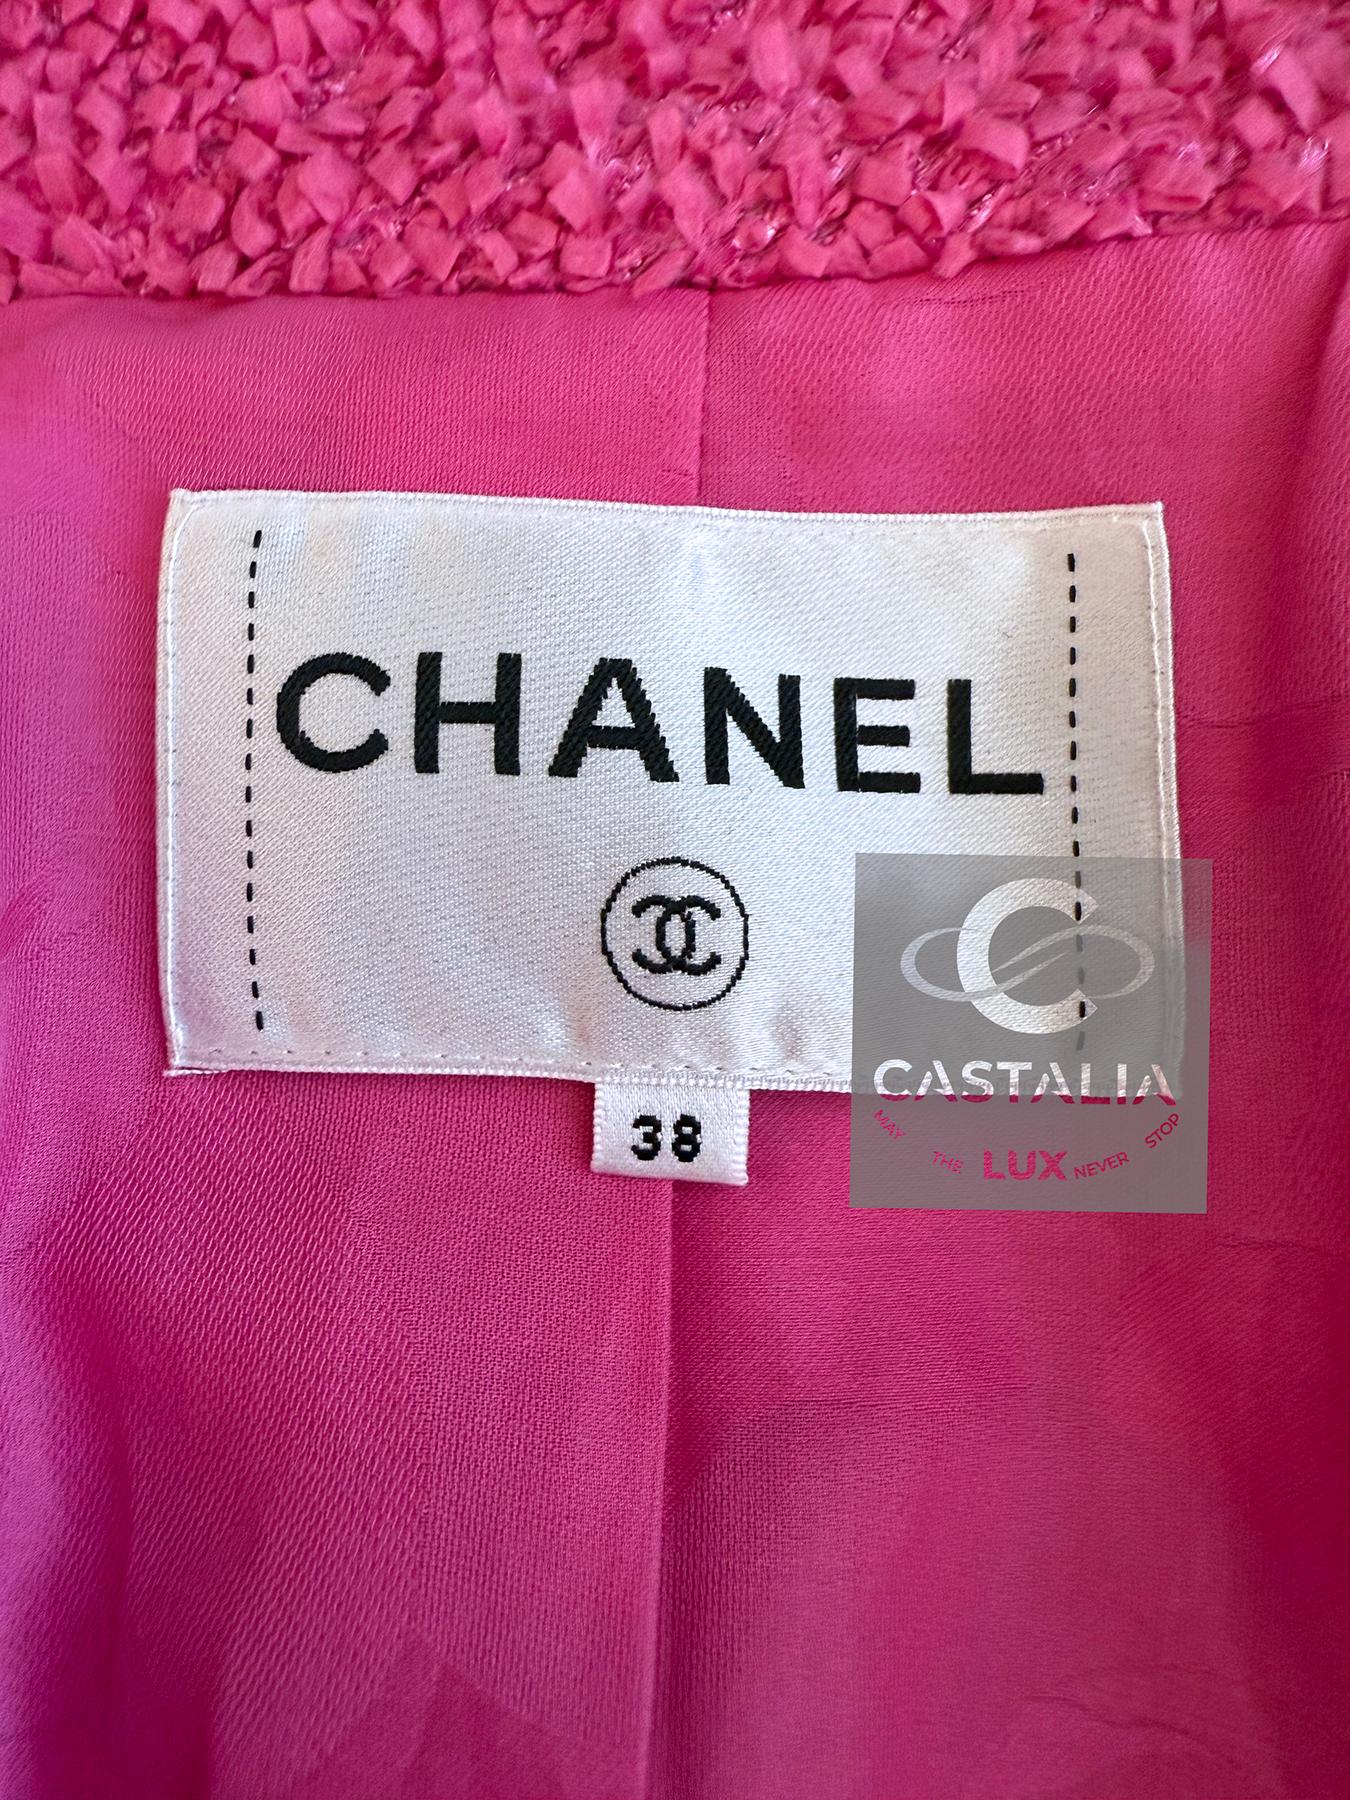 CHANEL
38
C
CASTALIA
MAY THE LUX NEVER STOP